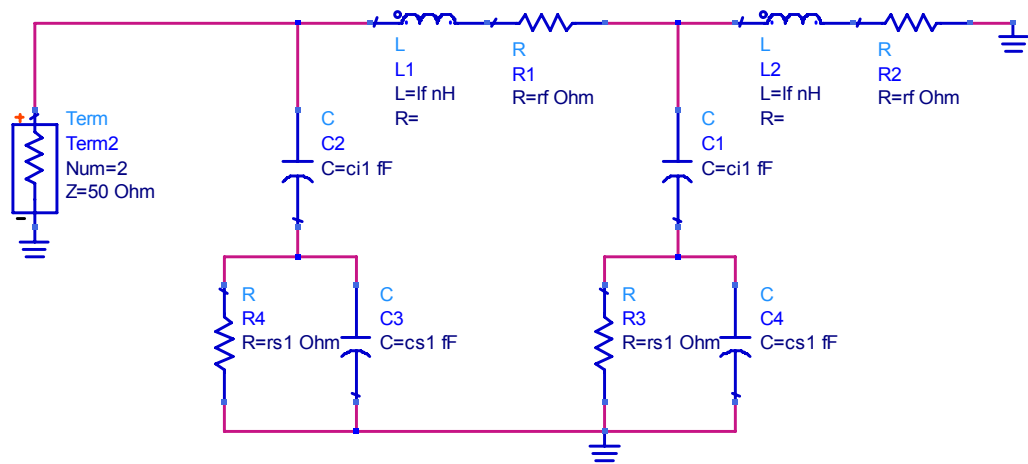 L
L1
L=lf nH
R=
R
R1
R=rf Ohm
L
L2
L=lf nH
R=
R
R2
R=rf Ohm
+
Term
Term2
Num=2
Z=50 Ohm
-
C
C2
C=ci1 fF
C
C1
C=ci1 fF
R
R4
R=rs1 Ohm
C
C3
C=cs1 fF
R
R3
R=rs1 Ohm
C
C4
C=cs1 fF